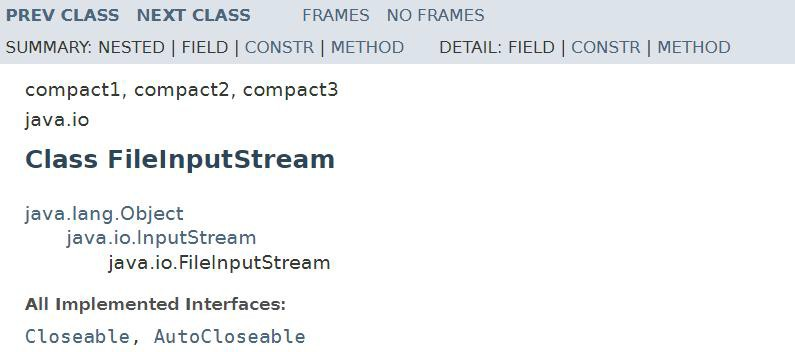 PREV CLASS NEXT CLASS FRAMES NO FRAMES
SUMMARY: NESTED | FIELD | CONSTR | METHOD DETAIL: FIELD | CONSTR | METHOD
compact1, compact2, compact3
java.io
Class FileInputStream
java.lang.Object
java.io.InputStream
java.io.FileInputStream
All Implemented Interfaces:
Closeable, AutoCloseable